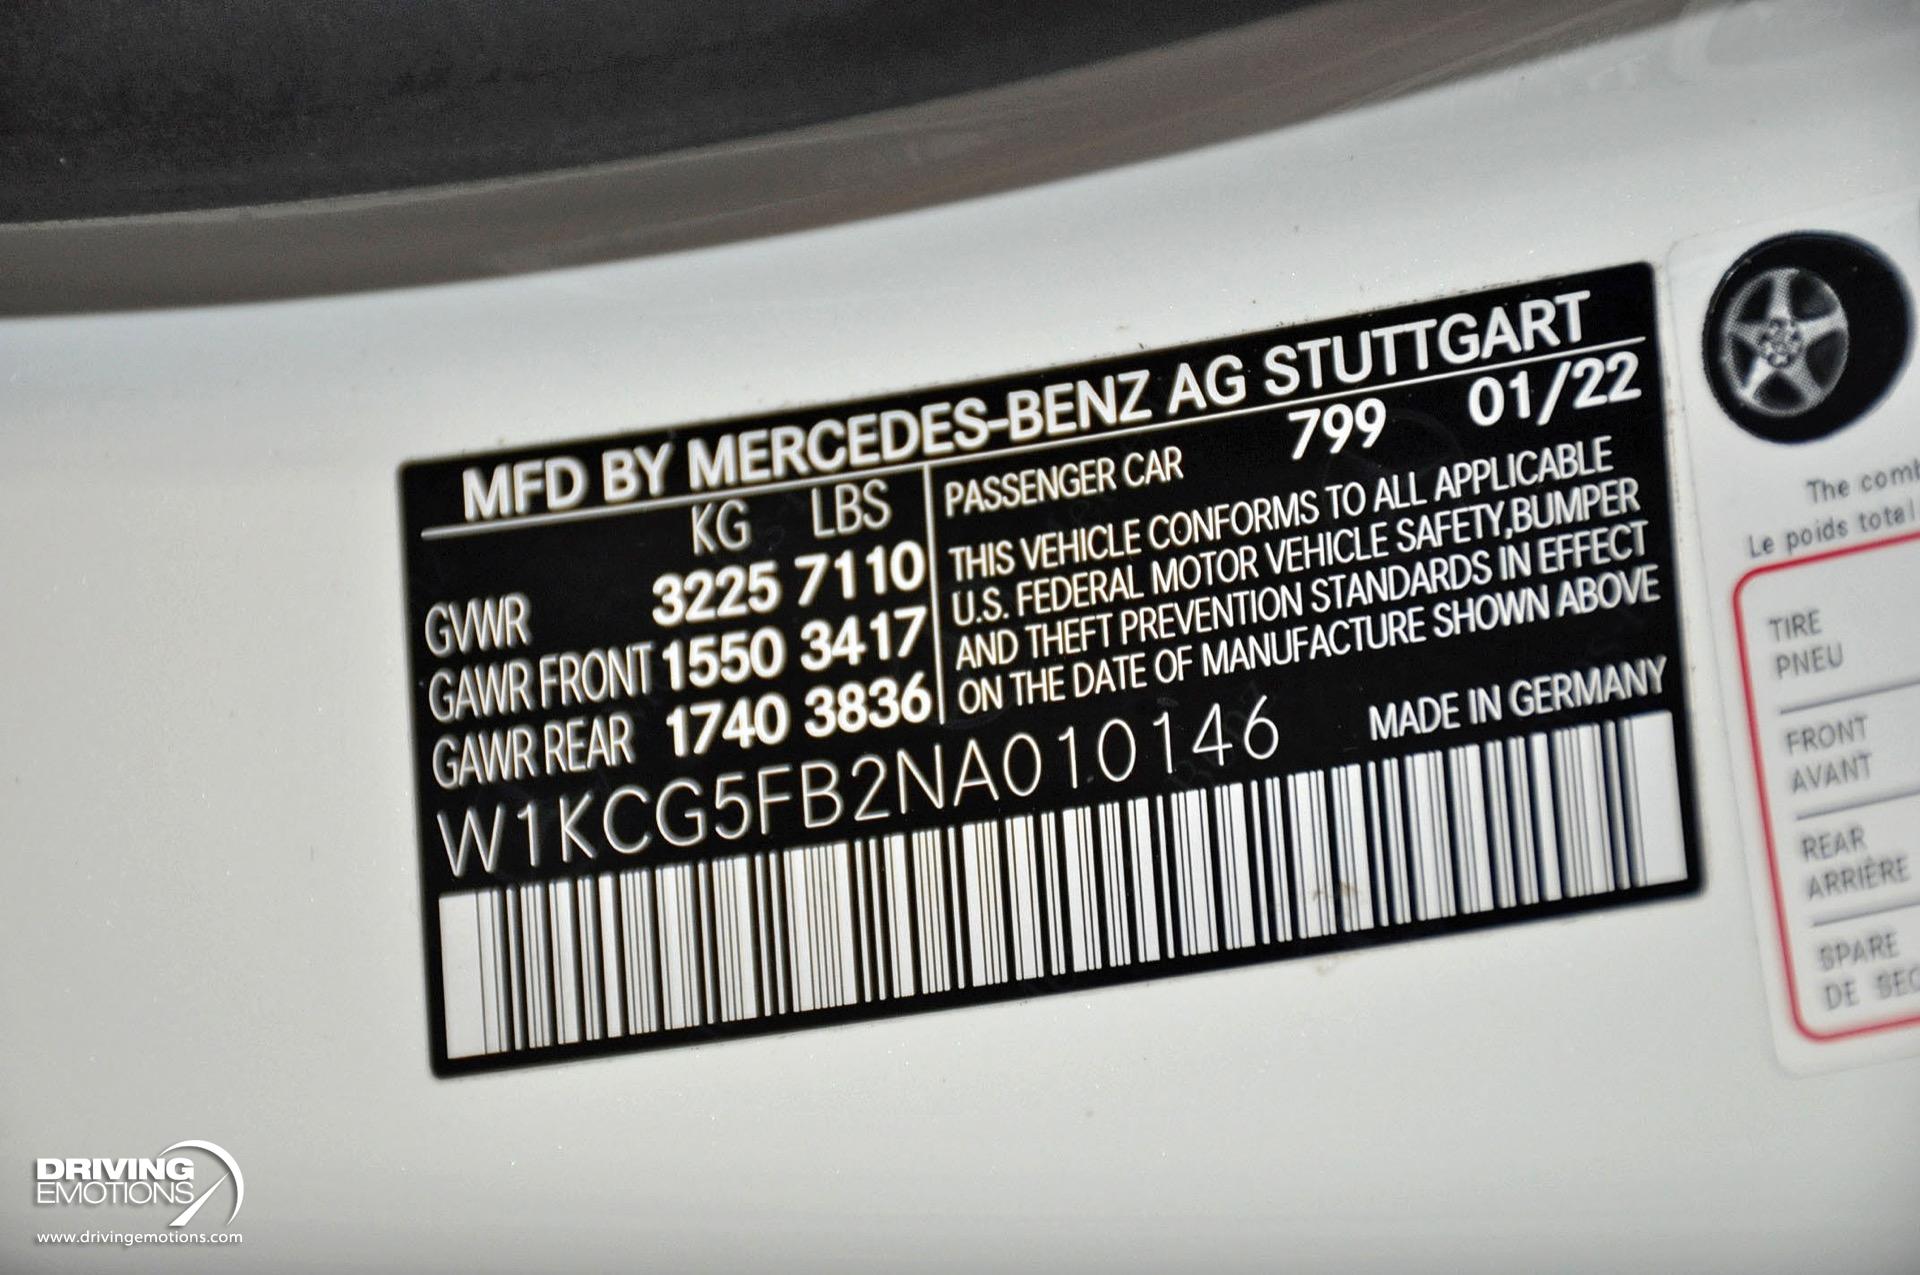 MFD BY MERCEDES-BENZ AG STUTTGART
KG LBS
GVWR 3225 7110
GAWR FRONT 1550 3417
GAWR REAR 1740 3836
PASSENGER CAR 799 01/22
THIS VEHICLE CONFORMS TO ALL APPLICABLE
U.S. FEDERAL MOTOR VEHICLE SAFETY,BUMPER
AND THEFT PREVENTION STANDARDS IN EFFECT
ON THE DATE OF MANUFACTURE SHOWN ABOVE
W1KCG5FB2NA010146 MADE IN GERMANY
The comb
Le poids total
TIRE
PNEU
FRONT
AVANT
REAR
ARRIÈRE
SPARE
DE SEC
DRIVING
EMOTIONS
www.drivingemotions.com